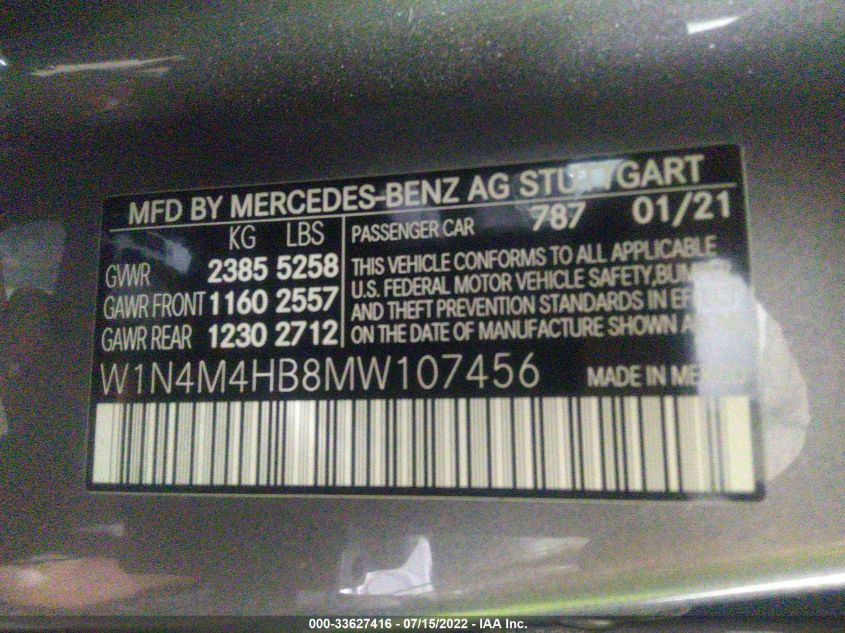 MFD BY MERCEDES-BENZ AG STUTTGART
KG LBS
PASSENGER CAR 787 01/21
GVWR 2385 5258
GAWR FRONT 1160 2557
GAWR REAR 1230 2712
THIS VEHICLE CONFORMS TO ALL APPLICABLE
U.S. FEDERAL MOTOR VEHICLE SAFETY,
AND THEFT PREVENTION STANDARDS IN
ON THE DATE OF MANUFACTURE SHOWN
W1N4M4HB8MW107456
MADE IN
000-33627416 - 07/15/2022 - IAA Inc.